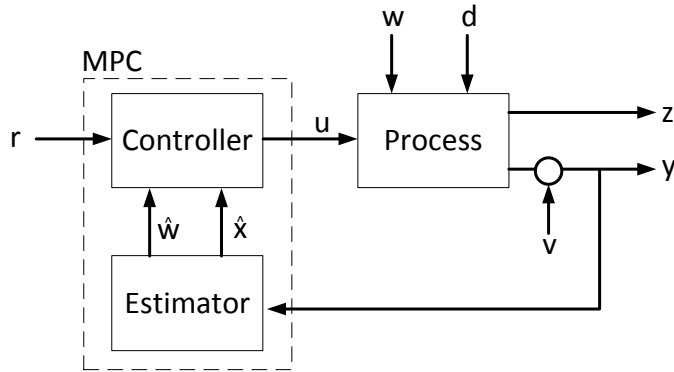 w
d
MPC
r
Controller
u
Process
z
y
ŵ
x̂
v
Estimator